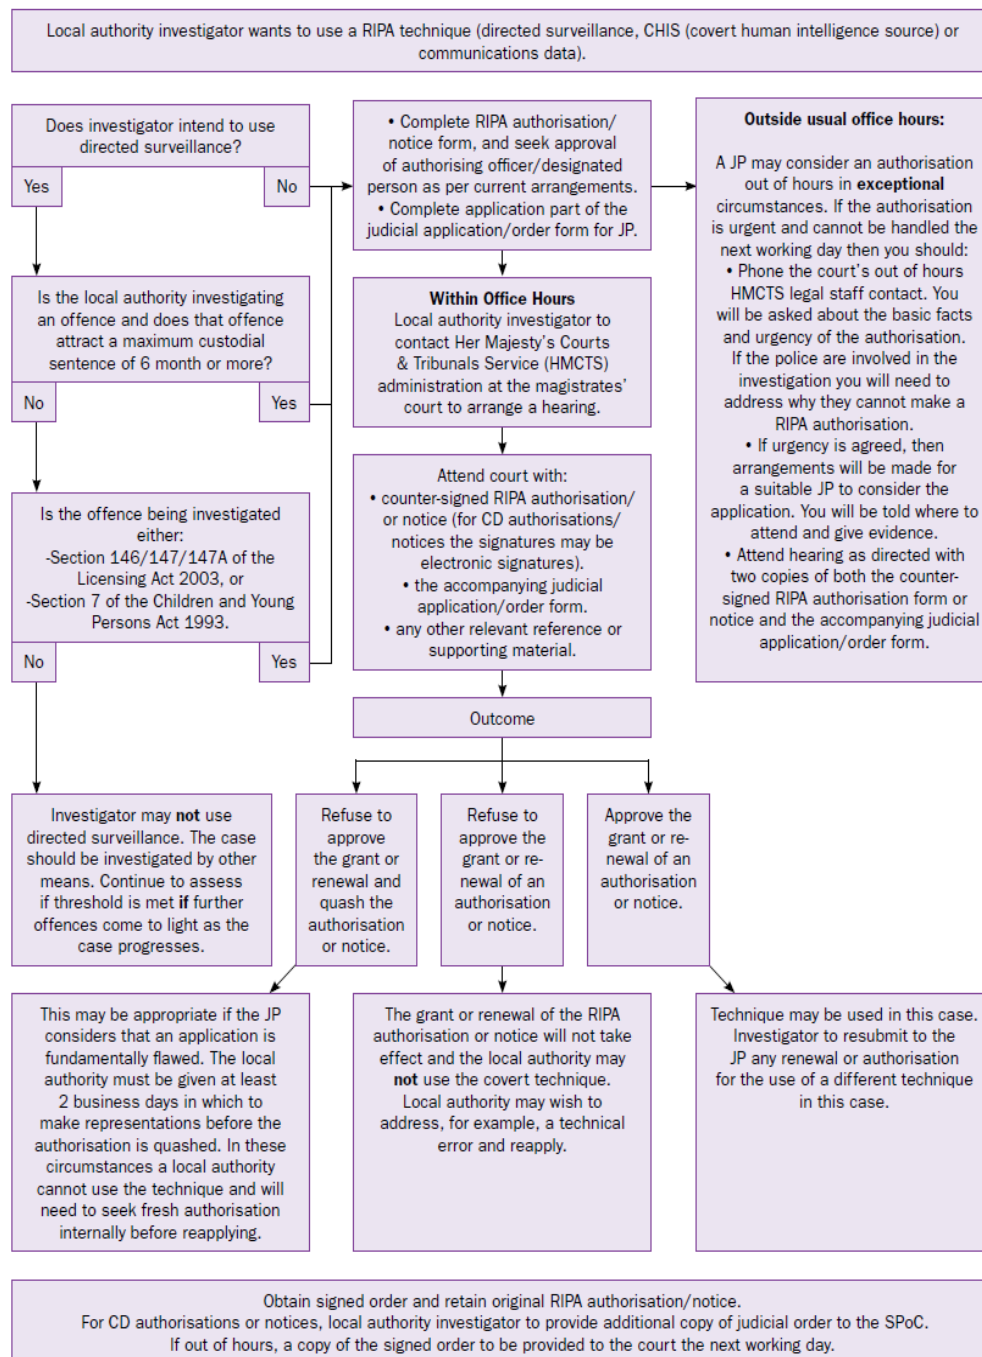 Local authority investigator wants to use a RIPA technique (directed surveillance, CHIS (covert human intelligence source) or
communications data).
Does investigator intend to use
directed surveillance?
Yes
No
Is the local authority investigating
an offence and does that offence
attract a maximum custodial
sentence of 6 month or more?
No
Yes
Is the offence being investigated
either:
-Section 146/147/147A of the
Licensing Act 2003, or
-Section 7 of the Children and Young
Persons Act 1993.
No
Yes
• Complete RIPA authorisation/
notice form, and seek approval
of authorising officer/designated
person as per current arrangements.
• Complete application part of the
judicial application/order form for JP.
Within Office Hours
Local authority investigator to
contact Her Majesty's Courts
& Tribunals Service (HMCTS)
administration at the magistrates'
court to arrange a hearing.
Attend court with:
• counter-signed RIPA authorisation/
or notice (for CD authorisations/
notices the signatures may be
electronic signatures).
• the accompanying judicial
application/order form.
• any other relevant reference or
supporting material.
Outside usual office hours:
A JP may consider an authorisation
out of hours in exceptional
circumstances. If the authorisation
is urgent and cannot be handled the
next working day then you should:
• Phone the court's out of hours
HMCTS legal staff contact. You
will be asked about the basic facts
and urgency of the authorisation.
If the police are involved in the
investigation you will need to
address why they cannot make a
RIPA authorisation.
• If urgency is agreed, then
arrangements will be made for
a suitable JP to consider the
application. You will be told where to
attend and give evidence.
• Attend hearing as directed with
two copies of both the counter-
signed RIPA authorisation form or
notice and the accompanying judicial
application/order form.
Outcome
Investigator may not use
directed surveillance. The case
should be investigated by other
means. Continue to assess
if threshold is met if further
offences come to light as the
case progresses.
Refuse to
approve
the grant or
renewal and
quash the
authorisation
or notice.
Refuse to
approve the
grant or re-
newal of an
authorisation
or notice.
Approve the
grant or re-
newal of an
authorisation
or notice.
This may be appropriate if the JP
considers that an application is
fundamentally flawed. The local
authority must be given at least
2 business days in which to
make representations before the
authorisation is quashed. In these
circumstances a local authority
cannot use the technique and will
need to seek fresh authorisation
internally before reapplying.
The grant or renewal of the RIPA
authorisation or notice will not take
effect and the local authority may
not use the covert technique.
Local authority may wish to
address, for example, a technical
error and reapply.
Technique may be used in this case.
Investigator to resubmit to the
JP any renewal or authorisation
for the use of a different technique
in this case.
Obtain signed order and retain original RIPA authorisation/notice.
For CD authorisations or notices, local authority investigator to provide additional copy of judicial order to the SPoC.
If out of hours, a copy of the signed order to be provided to the court the next working day.